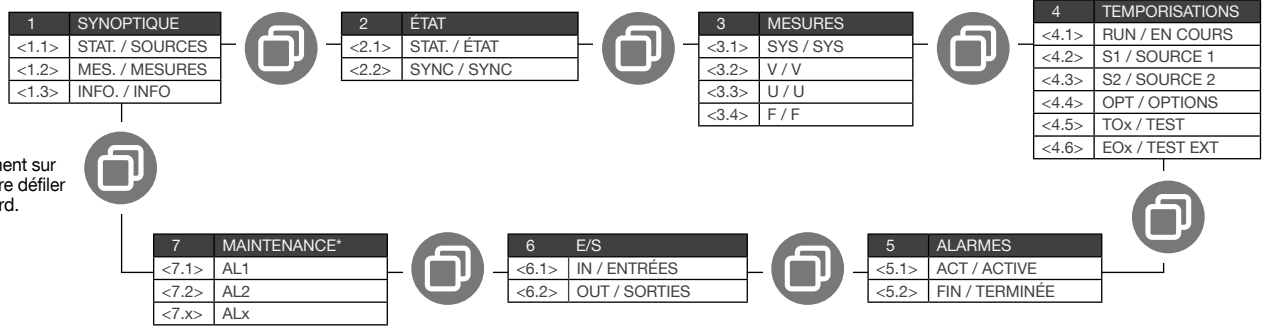 1 SYNOPTIQUE
<1.1> STAT. / SOURCES
<1.2> MES. / MESURES
<1.3> INFO. / INFO
2 ÉTAT
<2.1> STAT. / ÉTAT
<2.2> SYNC / SYNC
3 MESURES
<3.1> SYS / SYS
<3.2> V / V
<3.3> U / U
<3.4> F / F
4 TEMPORISATIONS
<4.1> RUN / EN COURS
<4.2> S1 / SOURCE 1
<4.3> S2 / SOURCE 2
<4.4> OPT / OPTIONS
<4.5> TOx / TEST
<4.6> EOx / TEST EXT
sur
défiler
7 MAINTENANCE*
<7.1> AL1
<7.2> AL2
<7.x> ALx
6 E/S
<6.1> IN / ENTRÉES
<6.2> OUT / SORTIES
5 ALARMES
<5.1> ACT / ACTIVE
<5.2> FIN / TERMINÉE